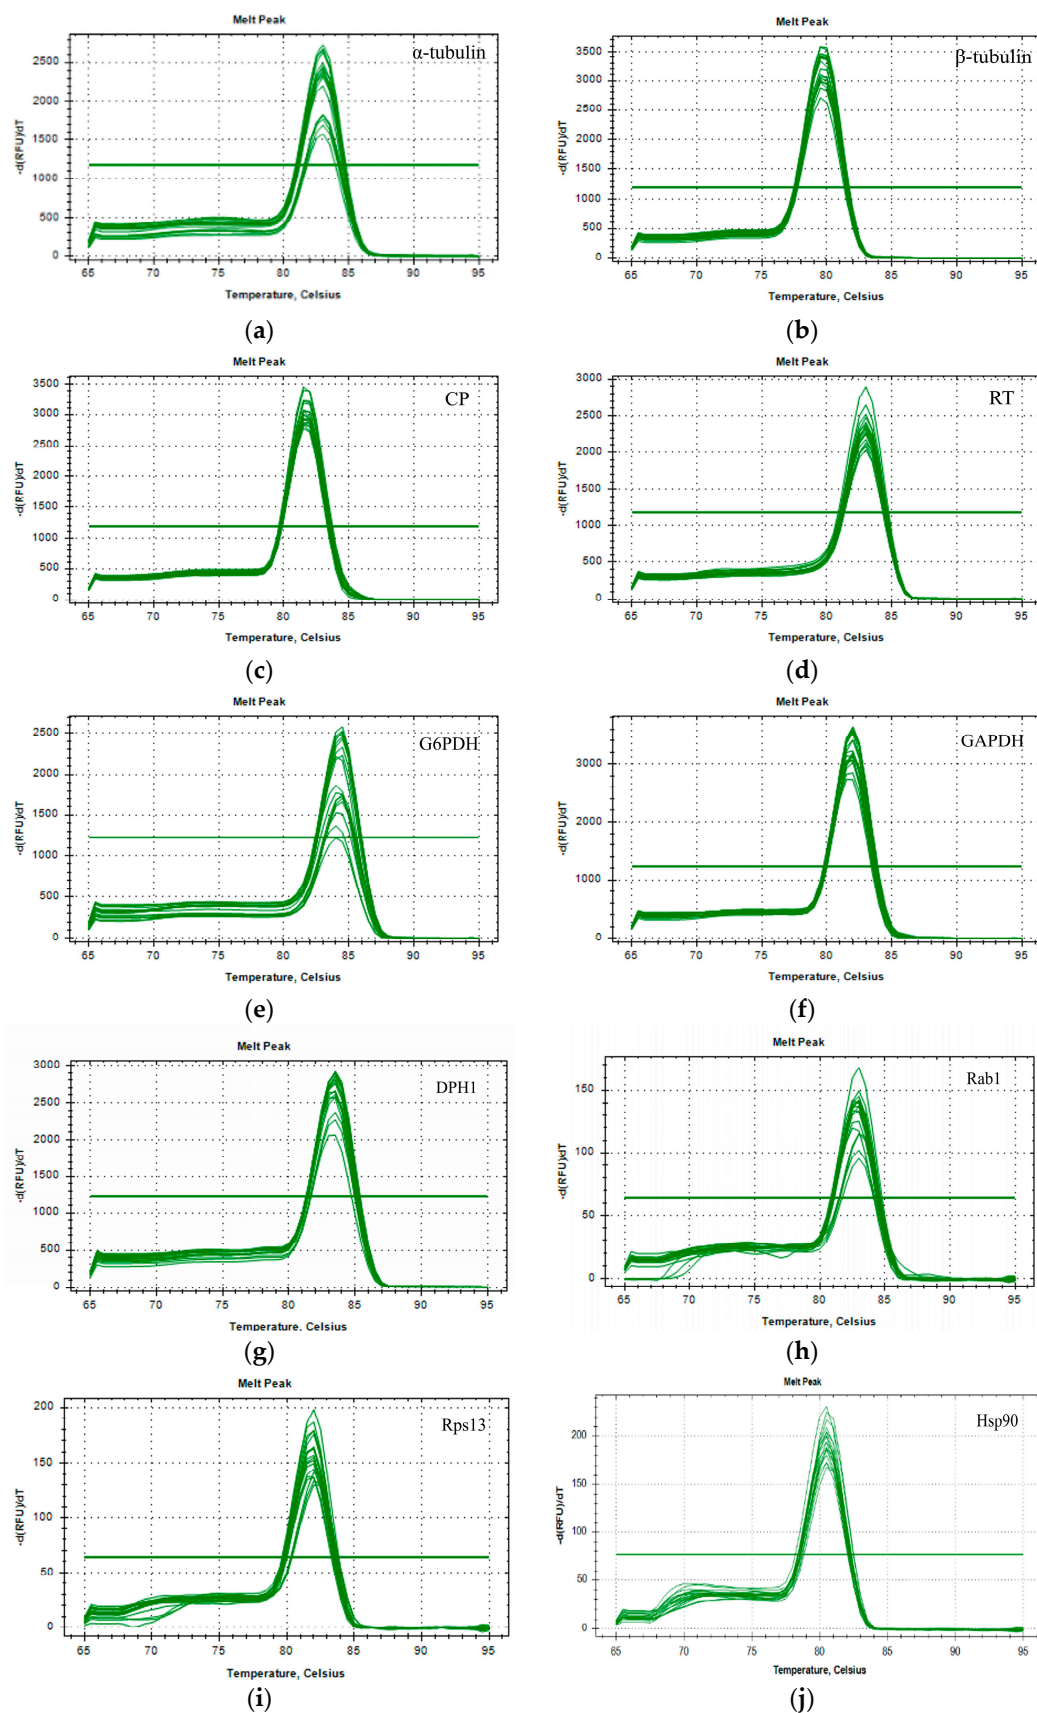 Melt Peak
α-tubulin
-d(RFU)/dT
2500
2000
1500
1000
500
0
65 70 75 80 85 90 95
Temperature, Celsius
(a)
Melt Peak
β-tubulin
-d(RFU)/dT
3500
3000
2500
2000
1500
1000
500
0
65 70 75 80 85 90 95
Temperature, Celsius
(b)
Melt Peak
CP
-d(RFU)/dT
3500
3000
2500
2000
1500
1000
500
0
65 70 75 80 85 90 95
Temperature, Celsius
(c)
Melt Peak
RT
-d(RFU)/dT
3000
2500
2000
1500
1000
500
0
65 70 75 80 85 90 95
Temperature, Celsius
(d)
Melt Peak
G6PDH
-d(RFU)/dT
2500
2000
1500
1000
500
0
65 70 75 80 85 90 95
Temperature, Celsius
(e)
Melt Peak
GAPDH
-d(RFU)/dT
3000
2000
1000
0
65 70 75 80 85 90 95
Temperature, Celsius
(f)
Melt Peak
DPH1
-d(RFU)/dT
3000
2500
2000
1500
1000
500
0
65 70 75 80 85 90 95
Temperature. Celsius
(g)
Melt Peak
Rab1
-d(RFU)/dT
150
100
50
0
65 70 75 80 85 90 95
Temperature, Celsius
(h)
Melt Peak
Rps13
-d(RFU)/dT
200
150
100
50
0
65 70 75 80 85 90 95
Temperature, Celsius
(i)
Melt Peak
Hsp90
-d(RFU)/dT
200
150
100
50
0
65 70 75 80 85 90 95
Temperature, Celsius
(j)